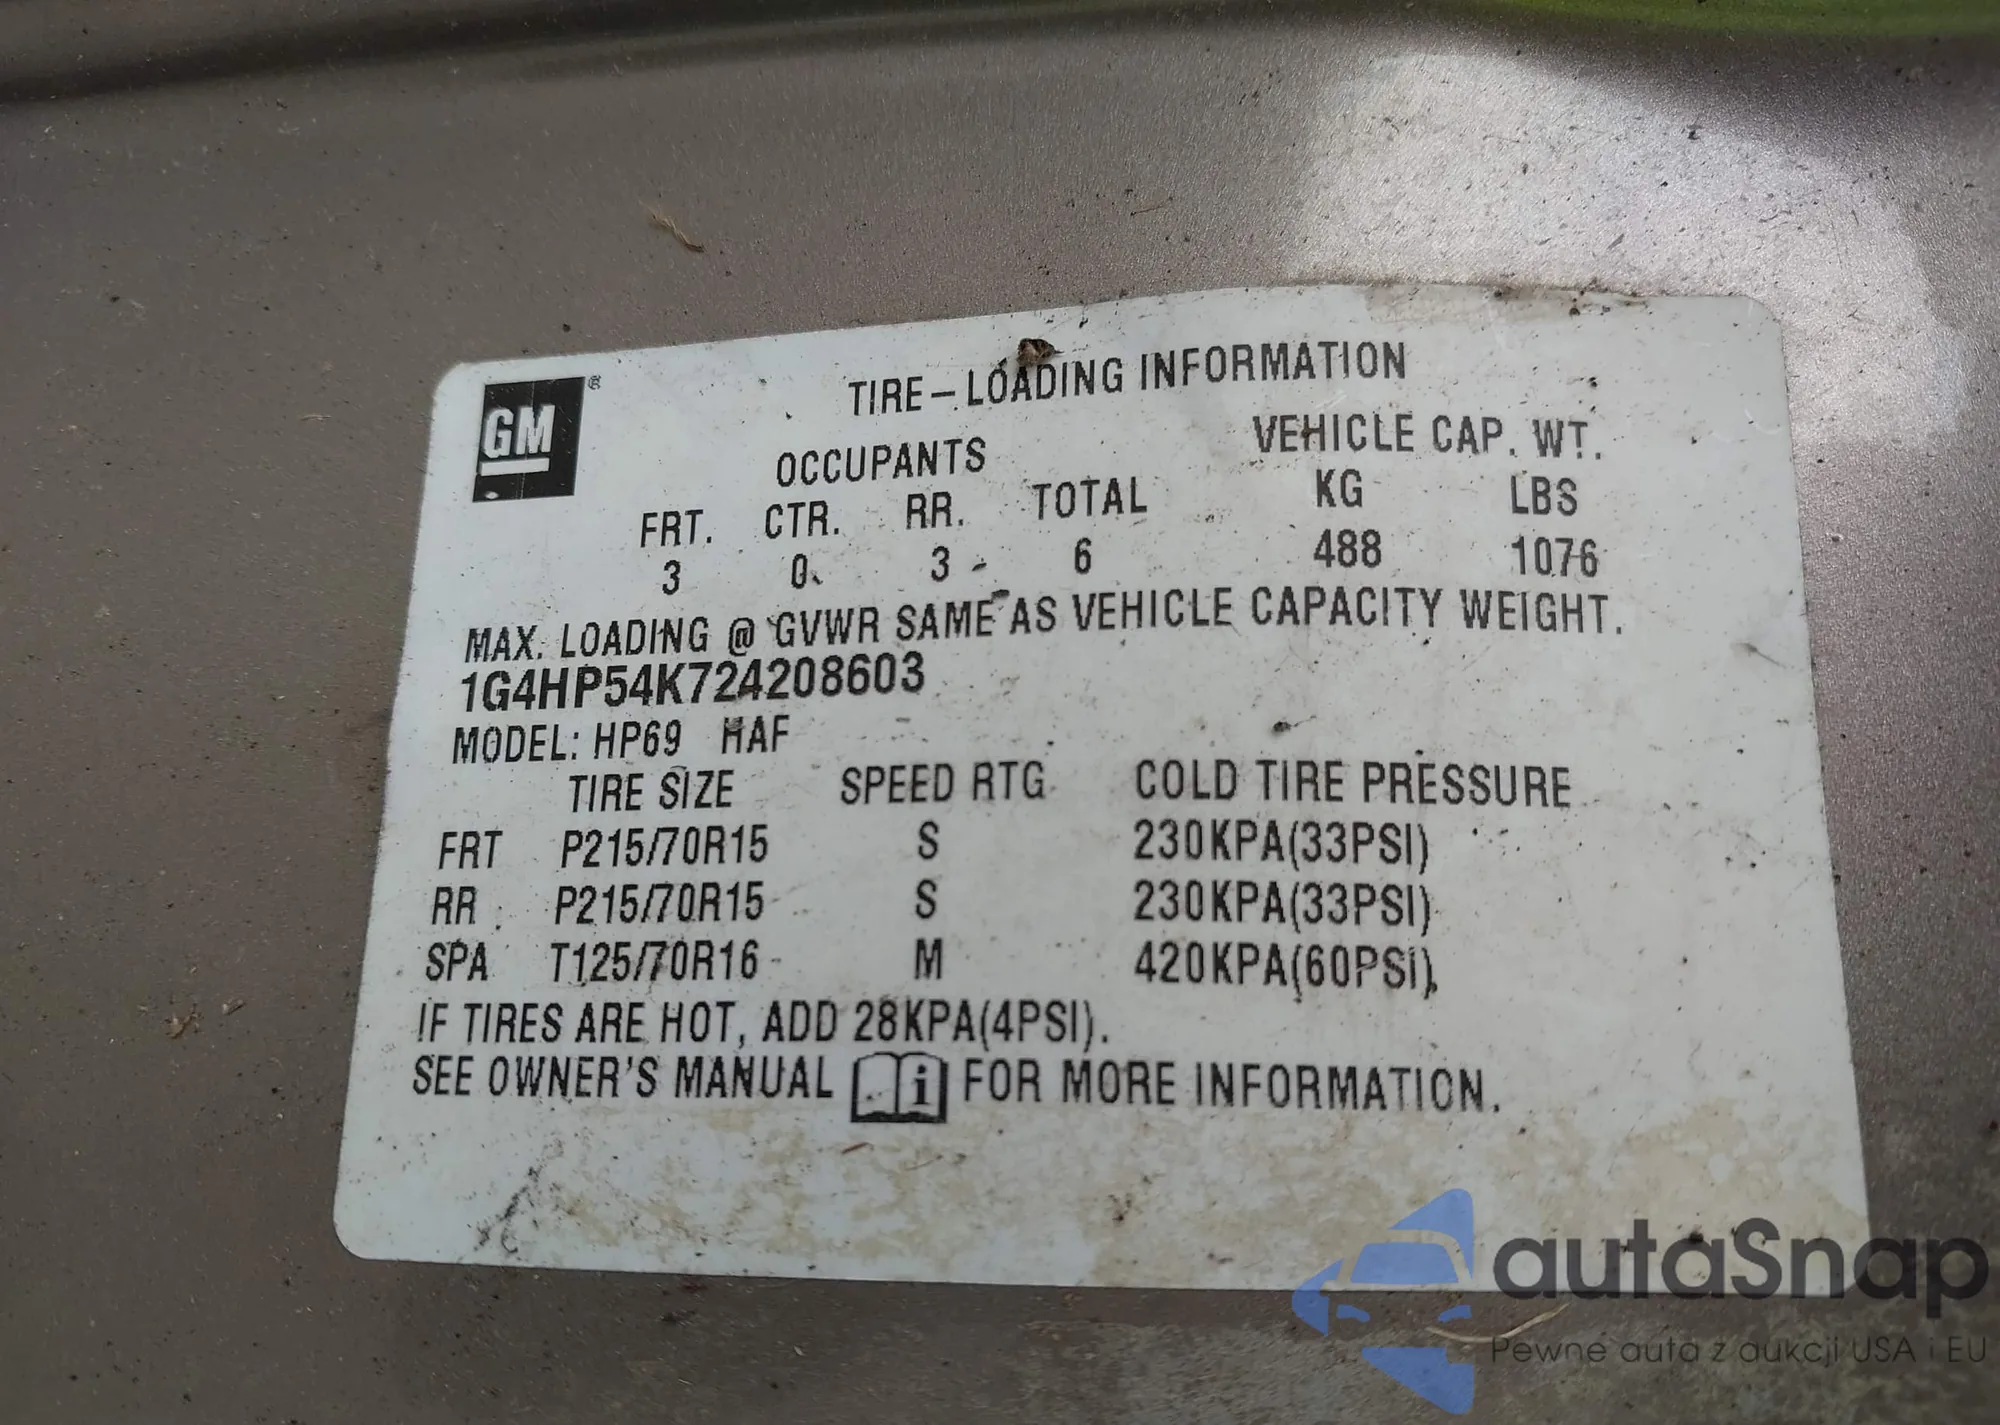 GM ®
TIRE-LOADING INFORMATION
OCCUPANTS VEHICLE CAP. WT.
FRT. CTR. RR. TOTAL KG LBS
3 0 3 6 488 1076
MAX. LOADING @ GVWR SAME AS VEHICLE CAPACITY WEIGHT.
1G4HP54K724208603
MODEL: HP69 HAF
TIRE SIZE SPEED RTG COLD TIRE PRESSURE
FRT P215/70R15 S 230KPA(33PSI)
RR P215/70R15 S 230KPA(33PSI)
SPA T125/70R16 M 420KPA(60PSI)
IF TIRES ARE HOT, ADD 28KPA(4PSI).
SEE OWNER'S MANUAL i FOR MORE INFORMATION.
autaSnap
Pewne auta z aukcji USA i EU